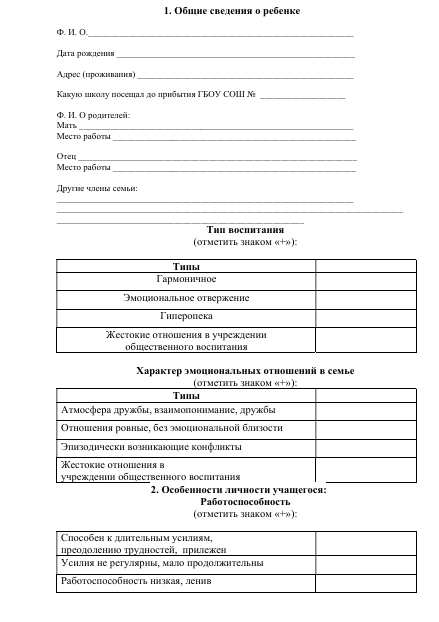 1. Общие сведения о ребенке
Ф. И. О.
Дата рождения
Адрес (проживания)
Какую школу посещал до прибытия ГБОУ СОШ №
Ф. И. О родителей:
Мать
Место работы
Отец
Место работы
Другие члены семьи:
Тип воспитания
(отметить знаком «+»):
Типы
Гармоничное
Эмоциональное отвержение
Гиперопека
Жестокие отношения в учреждении
общественного воспитания
Характер эмоциональных отношений в семье
(отметить знаком «+»):
Типы
Атмосфера дружбы, взаимопонимание, дружбы
Отношения ровные, без эмоциональной близости
Эпизодически возникающие конфликты
Жестокие отношения в
учреждении общественного воспитания
2. Особенности личности учащегося:
Работоспособность
(отметить знаком «+»):
Способен к длительным усилиям,
преодолению трудностей, прилежен
Усилия не регулярны, мало продолжительны
Работоспособность низкая, ленив